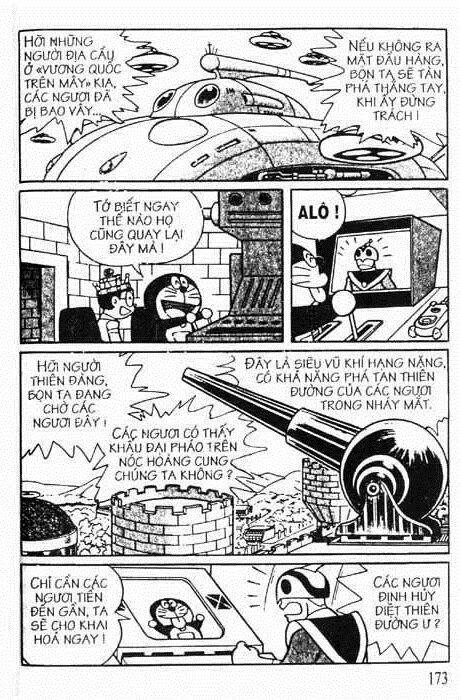 HỠI NHỮNG
NGƯỜI ĐỊA CẦU
Ở «VƯƠNG QUỐC
TRÊN MÂY» KIA,
CÁC NGƯƠI ĐÃ
BỊ BAO VÂY...
NẾU KHÔNG RA
MẶT ĐẦU HÀNG,
BỌN TA SẼ TÀN
PHÁ THẲNG TAY,
KHI ẤY ĐỪNG
TRÁCH !
TỚ BIẾT NGAY
THẾ NÀO HỌ
CŨNG QUAY LẠI
ĐÂY MÀ !
ALÔ !
HỠI NGƯỜI
THIÊN ĐÀNG,
BỌN TA ĐANG
CHỜ CÁC
NGƯƠI ĐÂY !
CÁC NGƯƠI CÓ THẤY
KHẨU ĐẠI PHÁO TRÊN
NÓC HOÀNG CUNG
CHÚNG TA KHÔNG ?
ĐÂY LÀ SIÊU VŨ KHÍ HẠNG NẶNG,
CÓ KHẢ NĂNG PHÁ TAN THIÊN
ĐƯỜNG CỦA CÁC NGƯƠI
TRONG NHÁY MẮT.
CHỈ CẦN CÁC
NGƯƠI TIẾN
ĐẾN GẦN, TA
SẼ CHO KHAI
HOẢ NGAY !
CÁC NGƯƠI
ĐỊNH HỦY
DIỆT THIÊN
ĐƯỜNG Ư ?
173